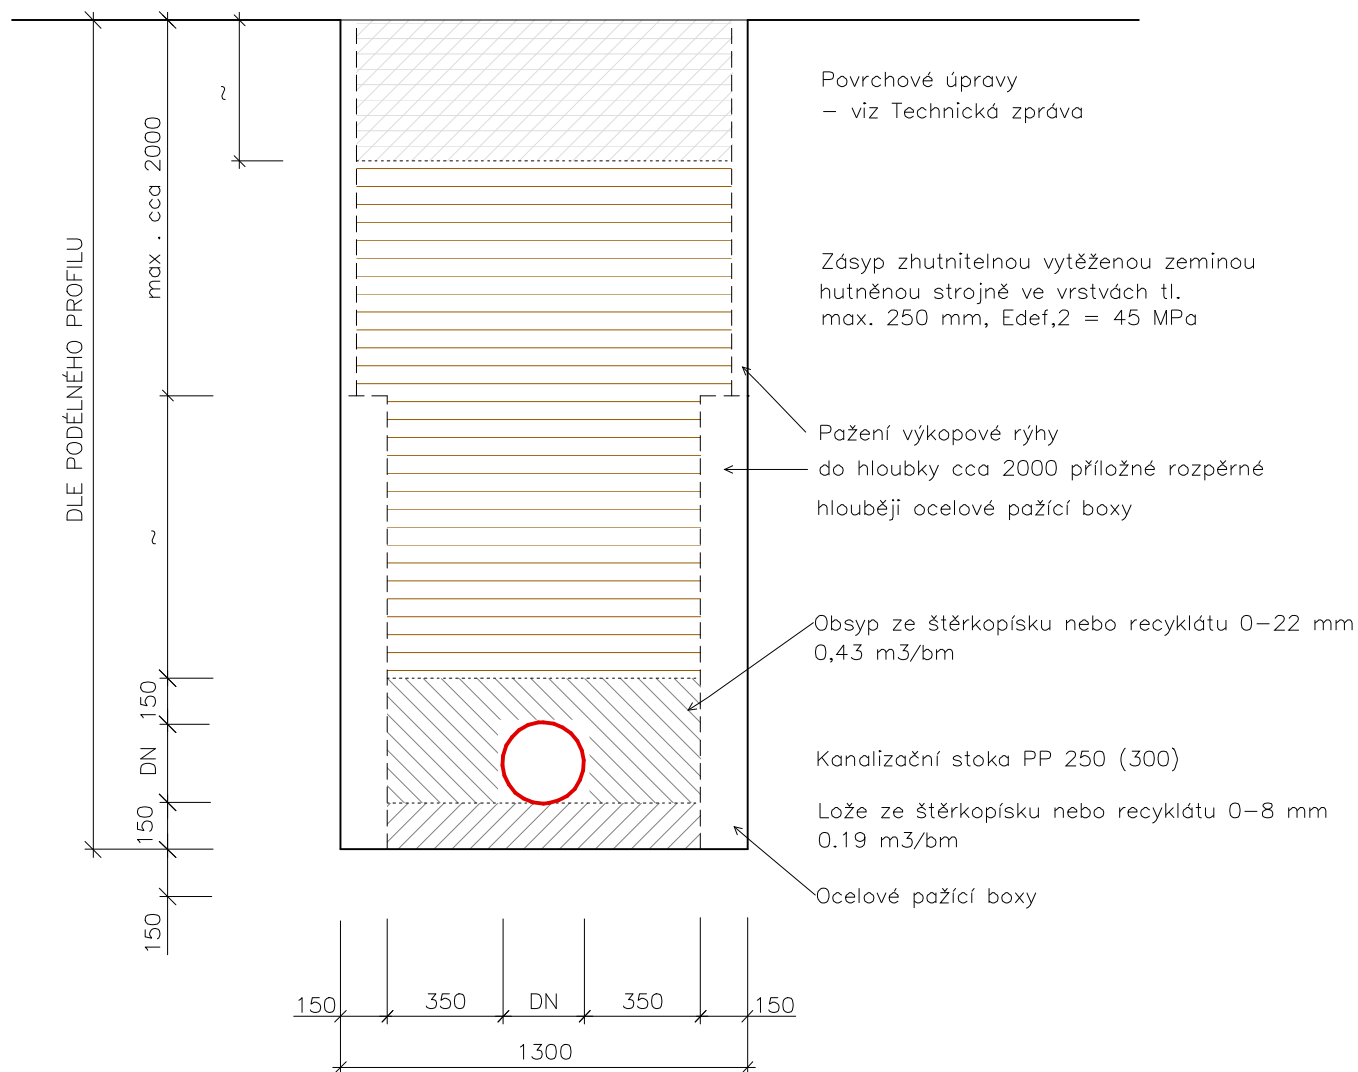 Povrchové úpravy
– viz Technická zpráva
~
max . cca 2000
DLE PODÉLNÉHO PROFILU
Zásyp zhutnitelnou vytěženou zeminou
hutněnou strojně ve vrstvách tl.
max. 250 mm, Edef,2 = 45 MPa
Pažení výkopové rýhy
do hloubky cca 2000 příložné rozpěrné
hlouběji ocelové pažící boxy
~
Obsyp ze štěrkopísku nebo recyklátu 0–22 mm
0,43 m3/bm
150
DN
150
Kanalizační stoka PP 250 (300)
Lože ze štěrkopísku nebo recyklátu 0–8 mm
0.19 m3/bm
Ocelové pažící boxy
150
150 350 DN 350 150
1300